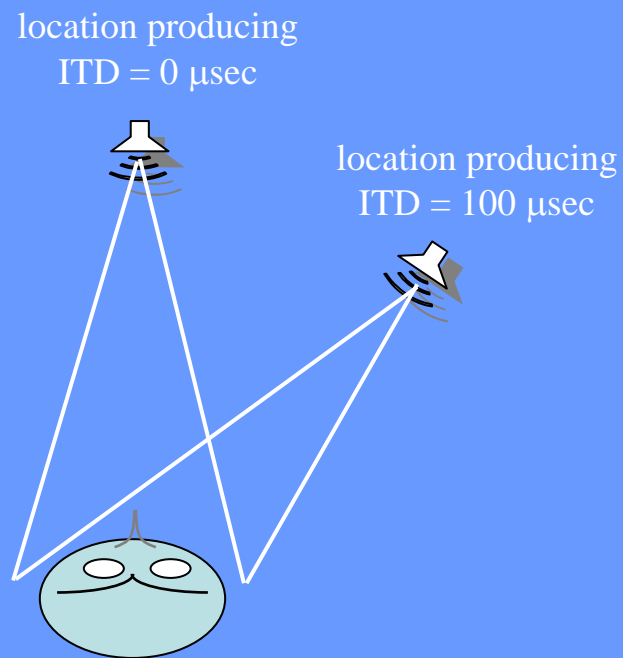 location producing
ITD = 0 μsec
location producing
ITD = 100 μsec